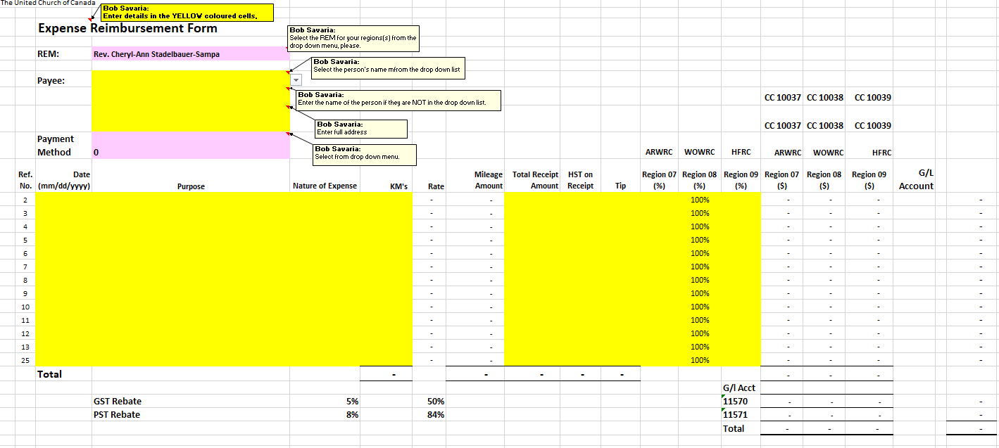 The United Church of Canada
Bob Savaria:
Enter details in the YELLOW coloured cells.
Expense Reimbursement Form
Bob Savaria:
Select the REM for your regions(s) from the
drop down menu, please.
REM: Rev. Cheryl-Ann Stadelbauer-Sampa
Bob Savaria:
Select the person's name mfrom the drop down list
Payee:
Bob Savaria:
Enter the name of the person if they are NOT in the drop down list.
CC 10037 CC 10038 CC 10039
Bob Savaria:
Enter full address
CC 10037 CC 10038 CC 10039
Payment
Method 0
Bob Savaria:
Select from drop down menu.
ARWRC WOWRC HFRC ARWRC WOWRC HFRC
Ref. Date Mileage Total Receipt HST on Region 07 Region 08 Region 09 Region 07 Region 08 Region 09 G/L
No. (mm/dd/yyyy) Purpose Nature of Expense KM's Rate Amount Amount Receipt Tip (%) (%) (%) ($) ($) ($) Account
2 - - 100% - - - -
3 - - 100% - - - -
4 - - 100% - - - -
5 - - 100% - - - -
6 - - 100% - - - -
7 - - 100% - - - -
8 - - 100% - - - -
9 - - 100% - - - -
10 - - 100% - - - -
11 - - 100% - - - -
12 - - 100% - - - -
13 - - 100% - - - -
25 - - 100% - - - -
Total - - - - - - - -
G/l Acct
GST Rebate 5% 50% 11570 - - - -
PST Rebate 8% 84% 11571 - - - -
Total - - - -